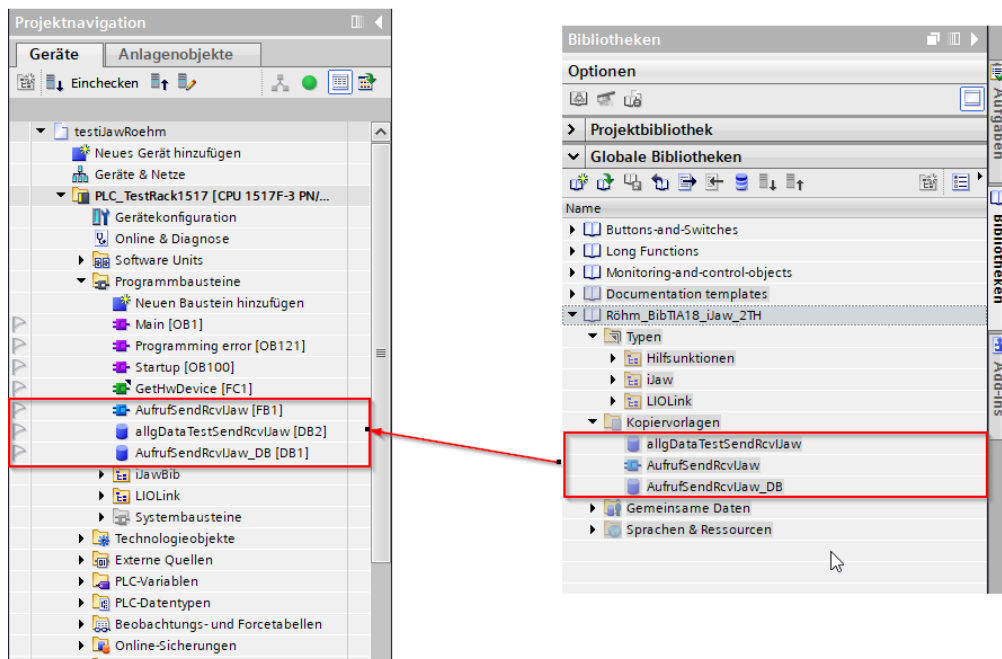 Projektnavigation
Geräte
Anlagenobjekte
Einchecken
testiJawRoehm
Neues Gerät hinzufügen
Geräte & Netze
PLC_TestRack1517 [CPU 1517F-3 PN/...
Gerätekonfiguration
Online & Diagnose
Software Units
Programmbausteine
Neuen Baustein hinzufügen
Main [OB1]
Programming error [OB121]
Startup [OB100]
GetHwDevice [FC1]
AufrufSendRcvIJaw [FB1]
allgDataTestSendRcvIJaw [DB2]
AufrufSendRcvIJaw_DB [DB1]
iJawBib
LIOLink
Systembausteine
Technologieobjekte
Externe Quellen
PLC-Variablen
PLC-Datentypen
Beobachtungs- und Forcetabellen
Online-Sicherungen
Bibliotheken
Optionen
Projektbibliothek
Globale Bibliotheken
Name
Buttons-and-Switches
Long Functions
Monitoring-and-control-objects
Documentation templates
Röhm_BibTIA18_iJaw_2TH
Typen
Hilfsunktionen
iJaw
LIOLink
Kopiervorlagen
allgDataTestSendRcvIJaw
AufrufSendRcvIJaw
AufrufSendRcvIJaw_DB
Gemeinsame Daten
Sprachen & Ressourcen
Aufgaben
Bibliotheken
Add-Ins